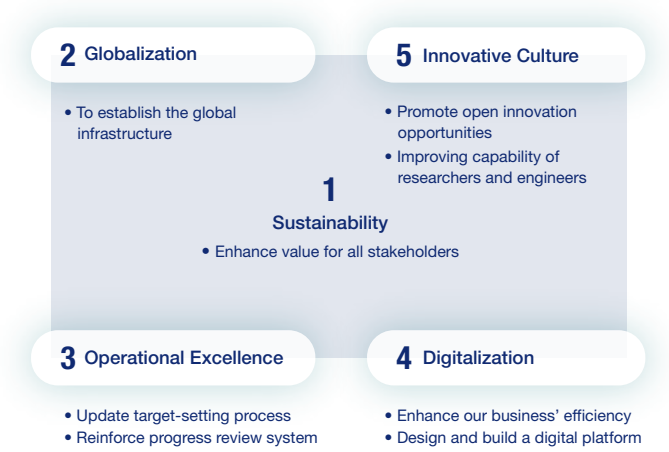 2 Globalization
• To establish the global
infrastructure
5 Innovative Culture
• Promote open innovation
opportunities
• Improving capability of
researchers and engineers
1
Sustainability
• Enhance value for all stakeholders
3 Operational Excellence
• Update target-setting process
• Reinforce progress review system
4 Digitalization
• Enhance our business’ efficiency
• Design and build a digital platform